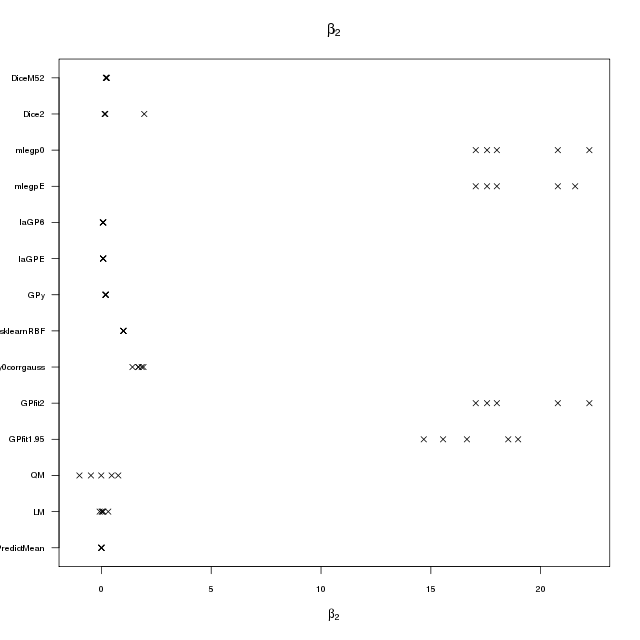 β₂
DiceM52
Dice2
mlegp0
mlegpE
laGP6
laGPE
GPy
sklearnRBF
y0corrgauss
GPfit2
GPfit1.95
QM
LM
PredictMean
0 5 10 15 20
β₂